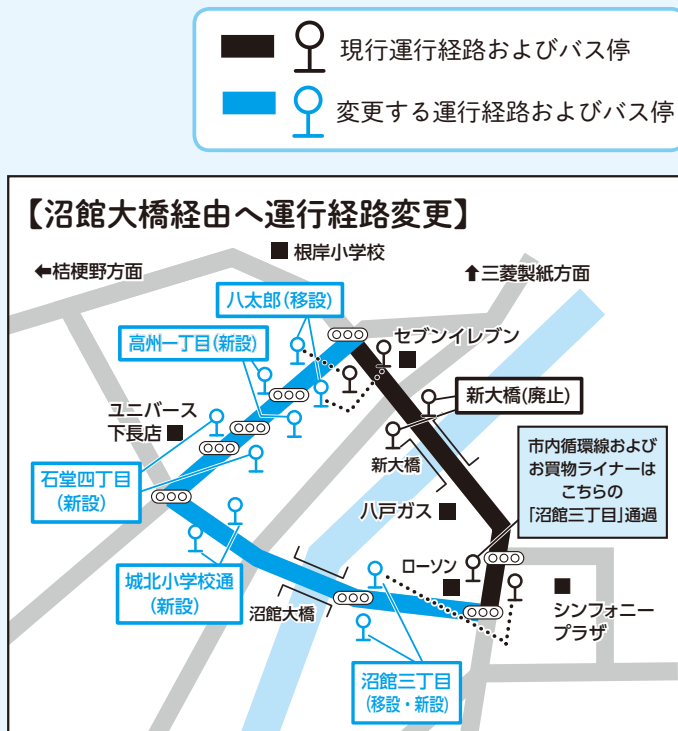 現行運行経路およびバス停
変更する運行経路およびバス停
【沼館大橋経由へ運行経路変更】
■ 根岸小学校
←桔梗野方面
↑三菱製紙方面
八太郎(移設)
セブンイレブン
高州一丁目(新設)
新大橋(廃止)
ユニバース
下長店 ■
新大橋
市内循環線および
お買物ライナーは
こちらの
「沼館三丁目」通過
石堂四丁目
(新設)
八戸ガス ■
ローソン
城北小学校通
(新設)
沼館大橋
シンフォニー
プラザ
沼館三丁目
(移設・新設)